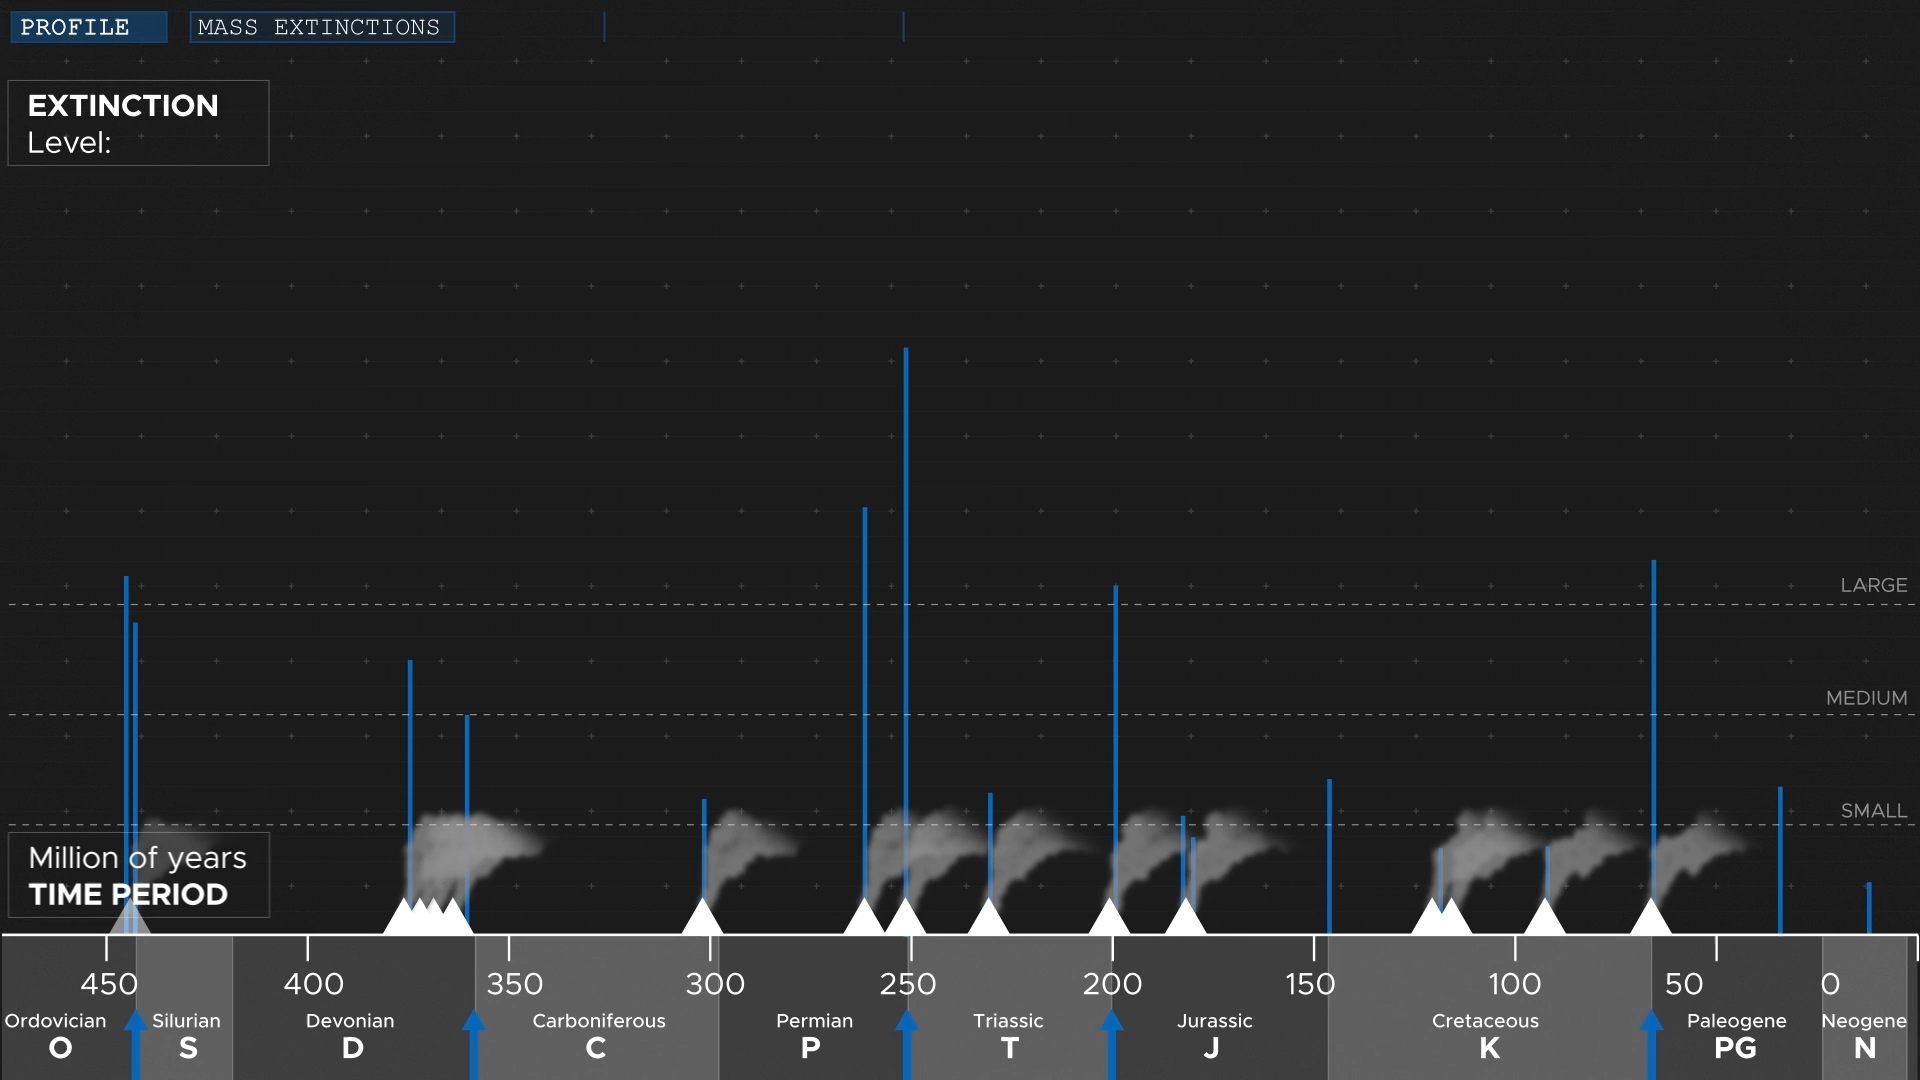 PROFILE
MASS EXTINCTIONS
EXTINCTION
Level:
LARGE
MEDIUM
SMALL
Million of years
TIME PERIOD
450 400 350 300 250 200 150 100 50 0
Ordovician Silurian Devonian Carboniferous Permian Triassic Jurassic Cretaceous Paleogene Neogene
O S D C P T J K PG N